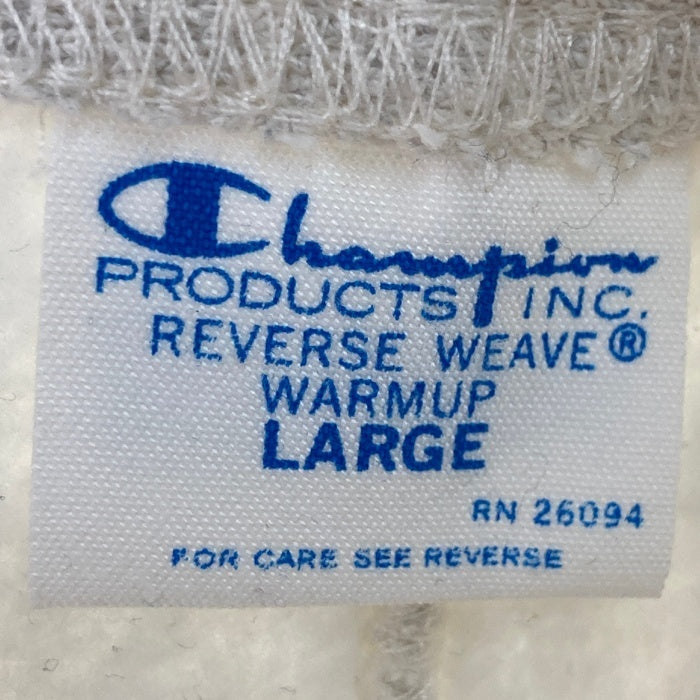 Champion
PRODUCTS INC.
REVERSE WEAVE®
WARMUP
LARGE
RN 26094
FOR CARE SEE REVERSE